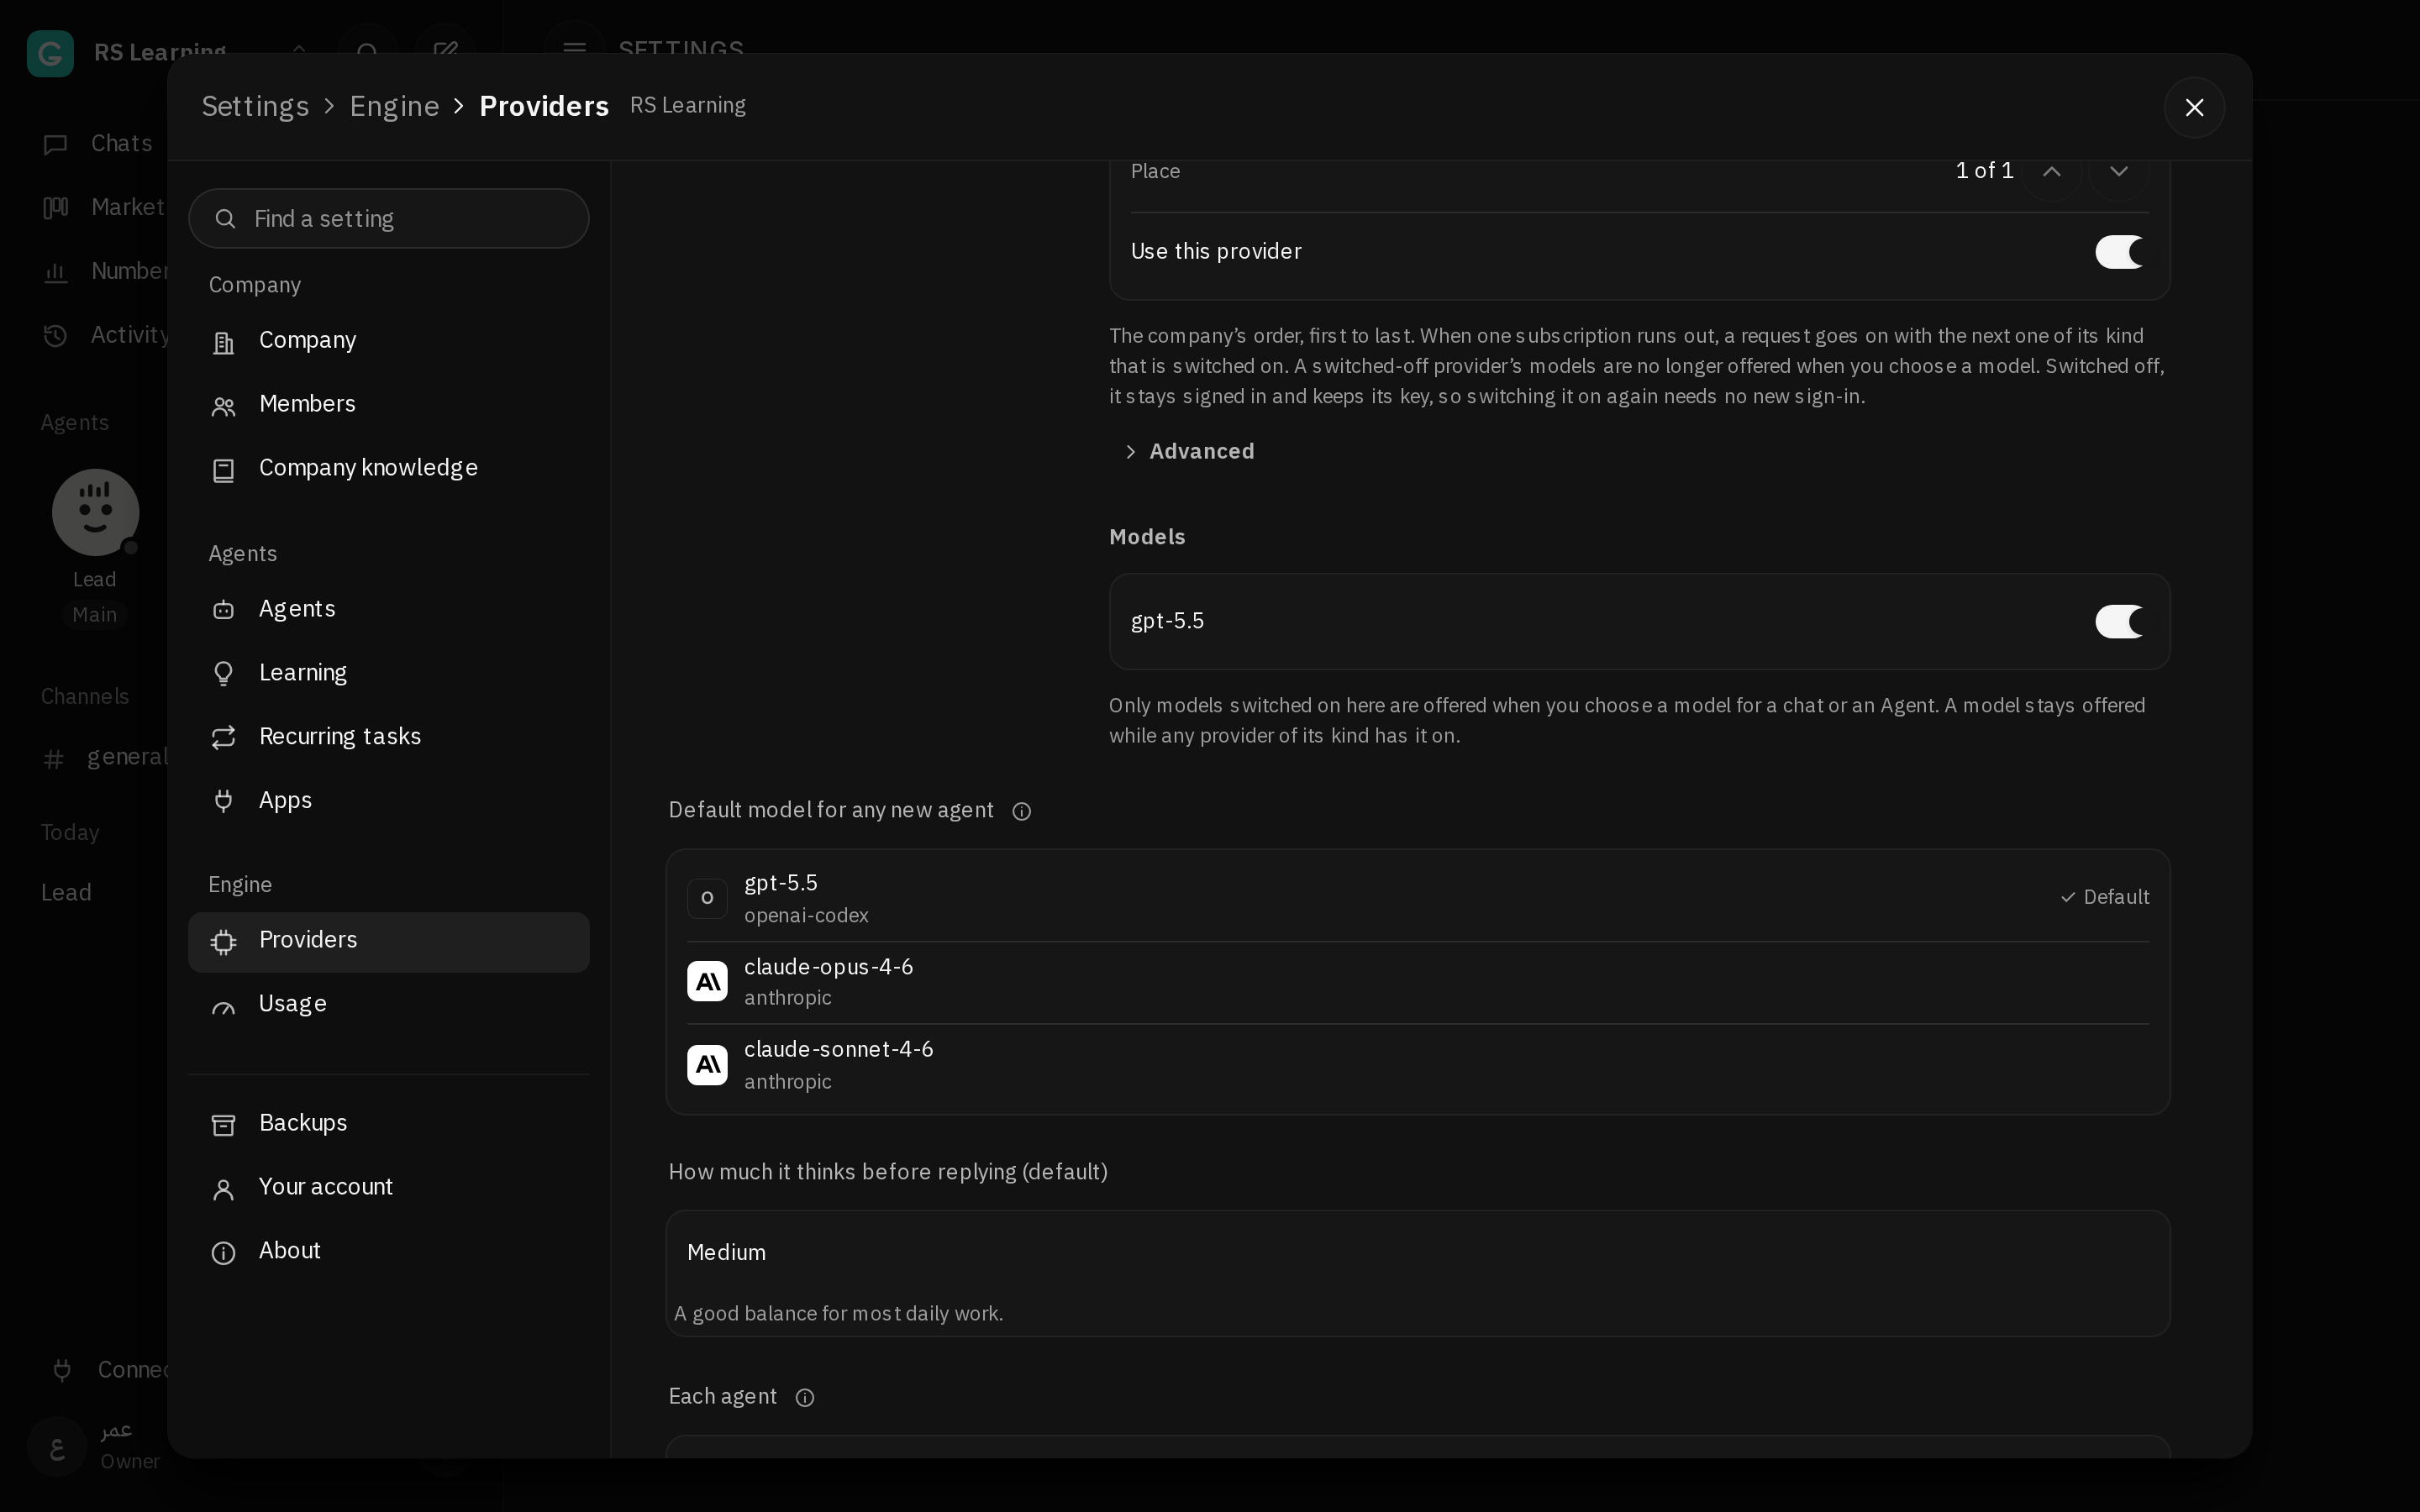 RS Learning
SETTINGS
Settings > Engine > Providers RS Learning
Chats
Market
Number
Activity
Agents
Lead
Main
Channels
general
Today
Lead
Connec
عمر
ع
Owner
Find a setting
Company
Company
Members
Company knowledge
Agents
Agents
Learning
Recurring tasks
Apps
Engine
Providers
Usage
Backups
Your account
About
Place 1 of 1
Use this provider
The company’s order, first to last. When one subscription runs out, a request goes on with the next one of its kind
that is switched on. A switched-off provider’s models are no longer offered when you choose a model. Switched off,
it stays signed in and keeps its key, so switching it on again needs no new sign-in.
Advanced
Models
gpt-5.5
Only models switched on here are offered when you choose a model for a chat or an Agent. A model stays offered
while any provider of its kind has it on.
Default model for any new agent
O
gpt-5.5
openai-codex
Default
claude-opus-4-6
anthropic
claude-sonnet-4-6
anthropic
How much it thinks before replying (default)
Medium
A good balance for most daily work.
Each agent